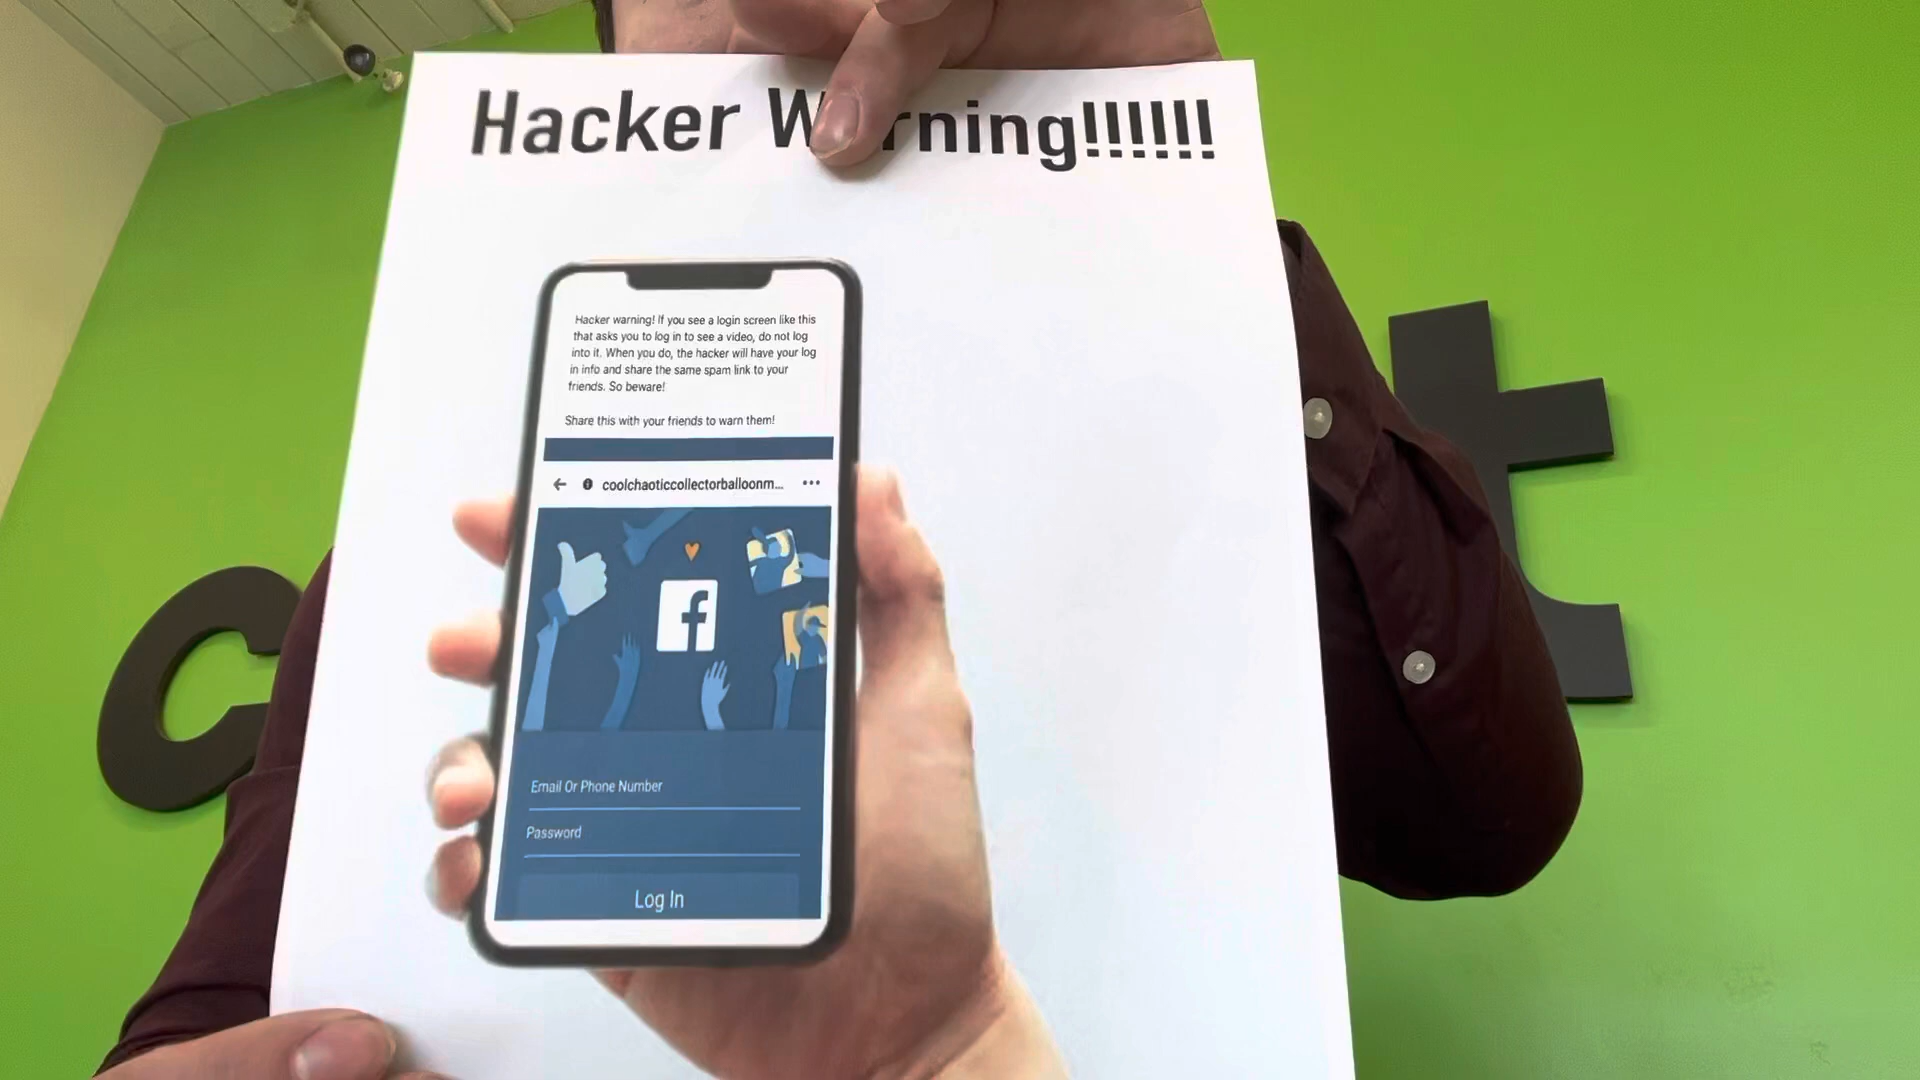 Hacker Warning!!!!!!
Hacker warning! If you see a login screen like this
that asks you to log in to see a video, do not log
into it. When you do, the hacker will have your log
in info and share the same spam link to your
friends. So beware!
Share this with your friends to warn them!
coolchaoticcollectorballoonm...
f
Email Or Phone Number
Password
Log In
c
t